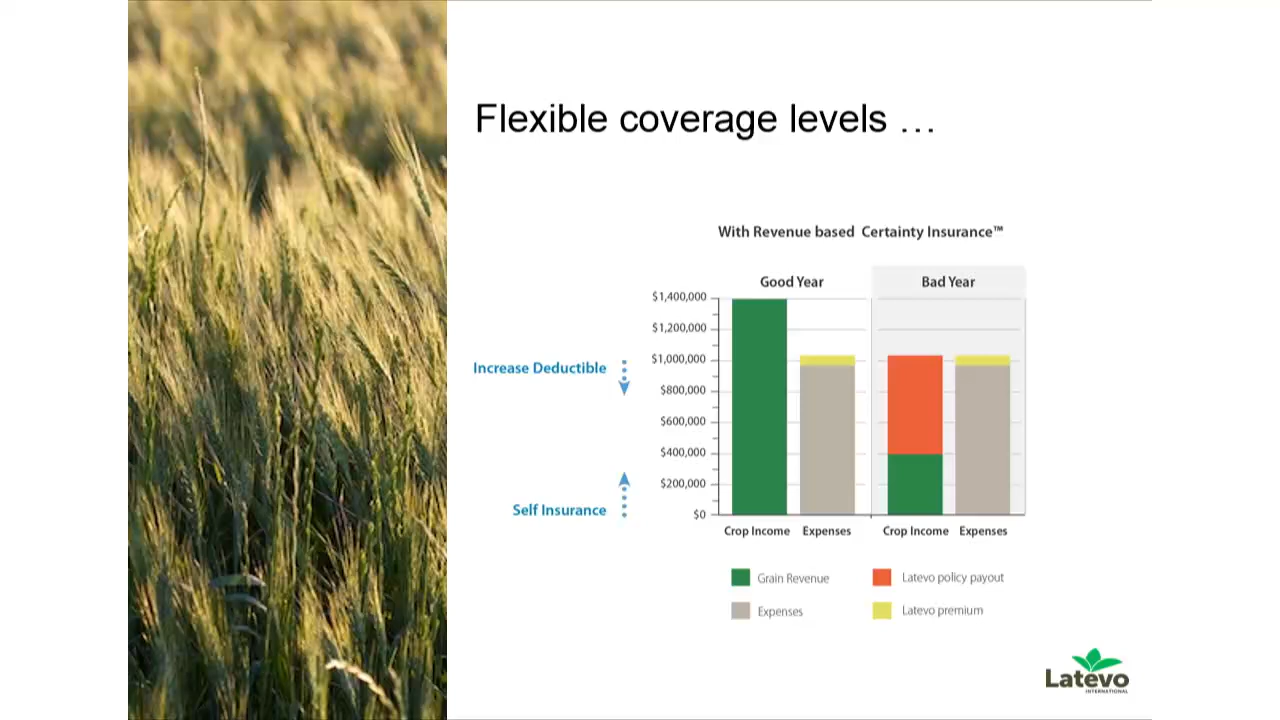 Flexible coverage levels …
With Revenue based Certainty Insurance™
Good Year
Bad Year
$1,400,000
$1,200,000
$1,000,000
$800,000
$600,000
$400,000
$200,000
$0
Increase Deductible
Self Insurance
Crop Income
Expenses
Crop Income
Expenses
Grain Revenue
Latevo policy payout
Expenses
Latevo premium
Latevo
INTERNATIONAL